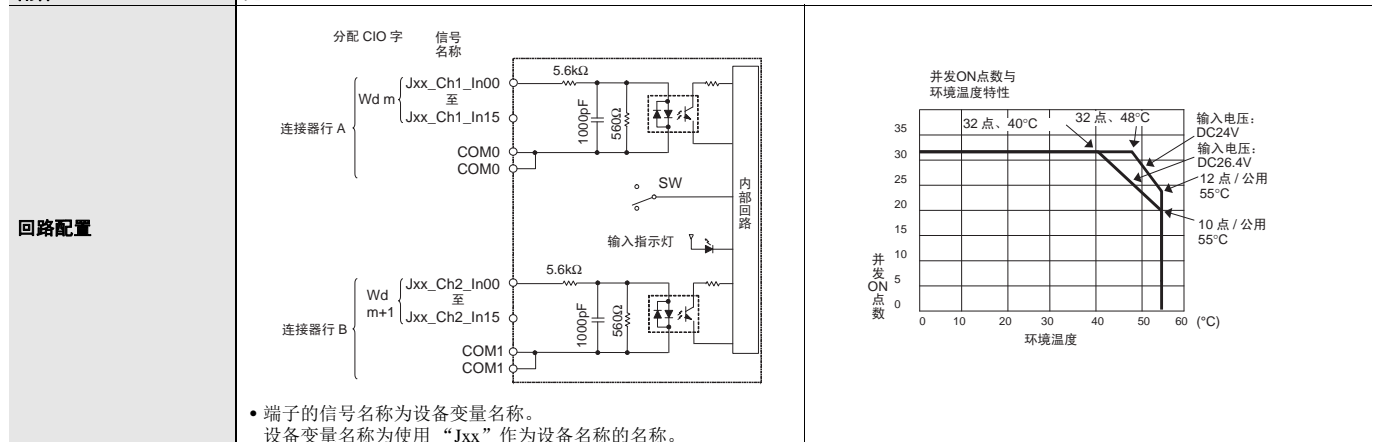 回路配置
分配 CIO 字
信号
名称
连接器行 A
Wd m
Jxx_Ch1_In00
至
Jxx_Ch1_In15
COM0
COM0
5.6kΩ
1000pF
560Ω
SW
输入指示灯
内部回路
连接器行 B
Wd
m+1
Jxx_Ch2_In00
至
Jxx_Ch2_In15
COM1
COM1
5.6kΩ
1000pF
560Ω
• 端子的信号名称为设备变量名称。
设备变量名称为使用 “Jxx”作为设备名称的名称。
并发ON点数与
环境温度特性
32 点、40°C
32 点、48°C
输入电压：
DC24V
输入电压：
DC26.4V
12 点 / 公用
55°C
10 点 / 公用
55°C
并发ON点数
35
30
25
20
15
10
5
0
0 10 20 30 40 50 60 (°C)
环境温度